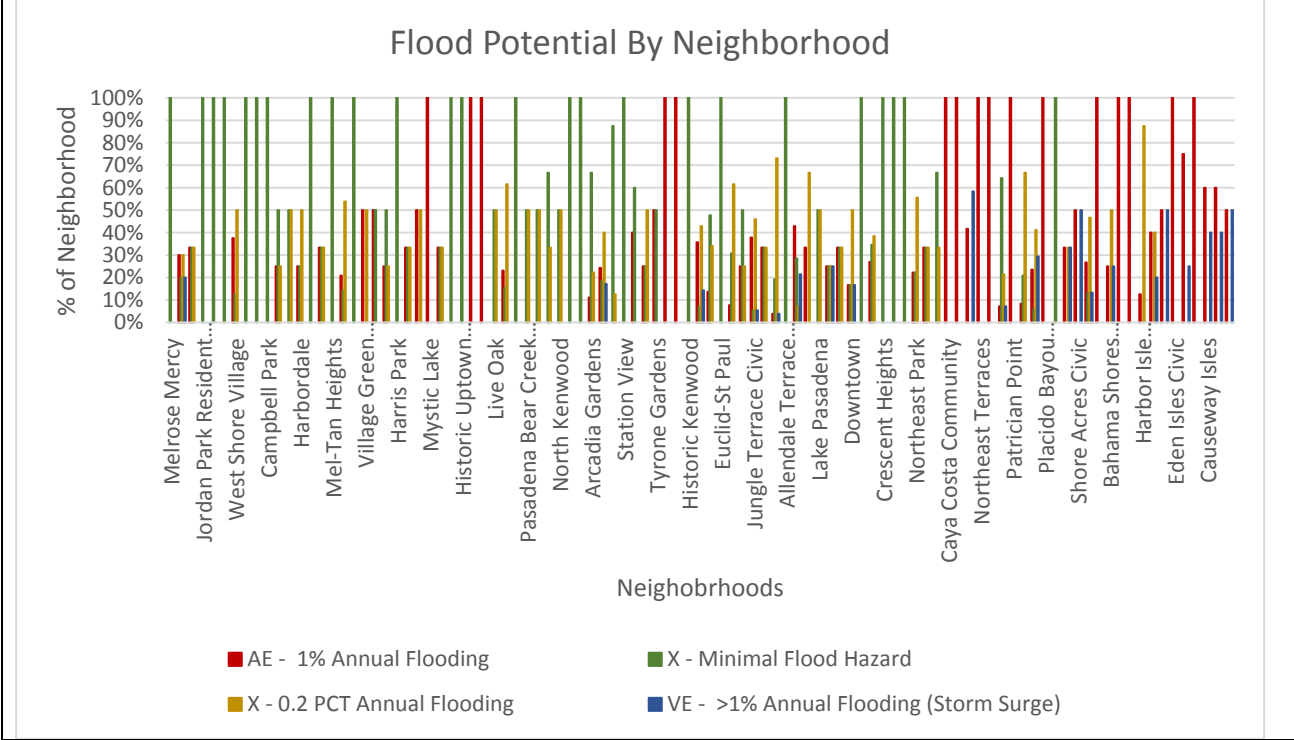 Flood Potential By Neighborhood
% of Neighborhood
100%
90%
80%
70%
60%
50%
40%
30%
20%
10%
0%
Melrose Mercy
Jordan Park Resident…
West Shore Village
Campbell Park
Harbordale
Mel-Tan Heights
Village Green…
Harris Park
Mystic Lake
Historic Uptown…
Live Oak
Pasadena Bear Creek…
North Kenwood
Arcadia Gardens
Station View
Tyrone Gardens
Historic Kenwood
Euclid-St Paul
Jungle Terrace Civic
Allendale Terrace…
Lake Pasadena
Downtown
Crescent Heights
Northeast Park
Caya Costa Community
Northeast Terraces
Patrician Point
Placido Bayou…
Shore Acres Civic
Bahama Shores…
Harbor Isle…
Eden Isles Civic
Causeway Isles
Neighobrhoods
AE - 1% Annual Flooding
X - Minimal Flood Hazard
X - 0.2 PCT Annual Flooding
VE - >1% Annual Flooding (Storm Surge)